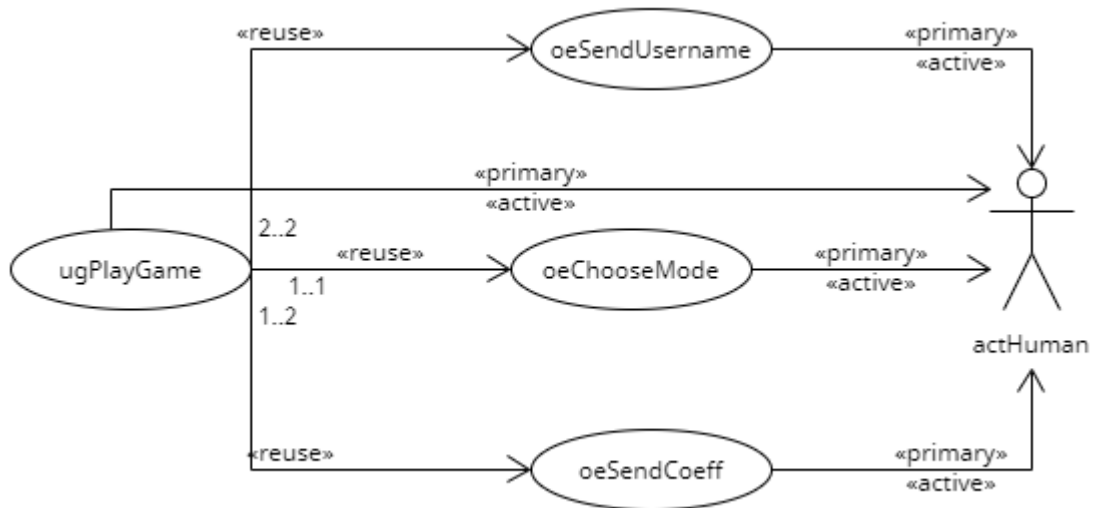 «reuse»
oeSendUsername
«primary»
«active»
«primary»
«active»
2..2
ugPlayGame
«reuse»
1..1
oeChooseMode
«primary»
«active»
1..2
actHuman
«reuse»
oeSendCoeff
«primary»
«active»